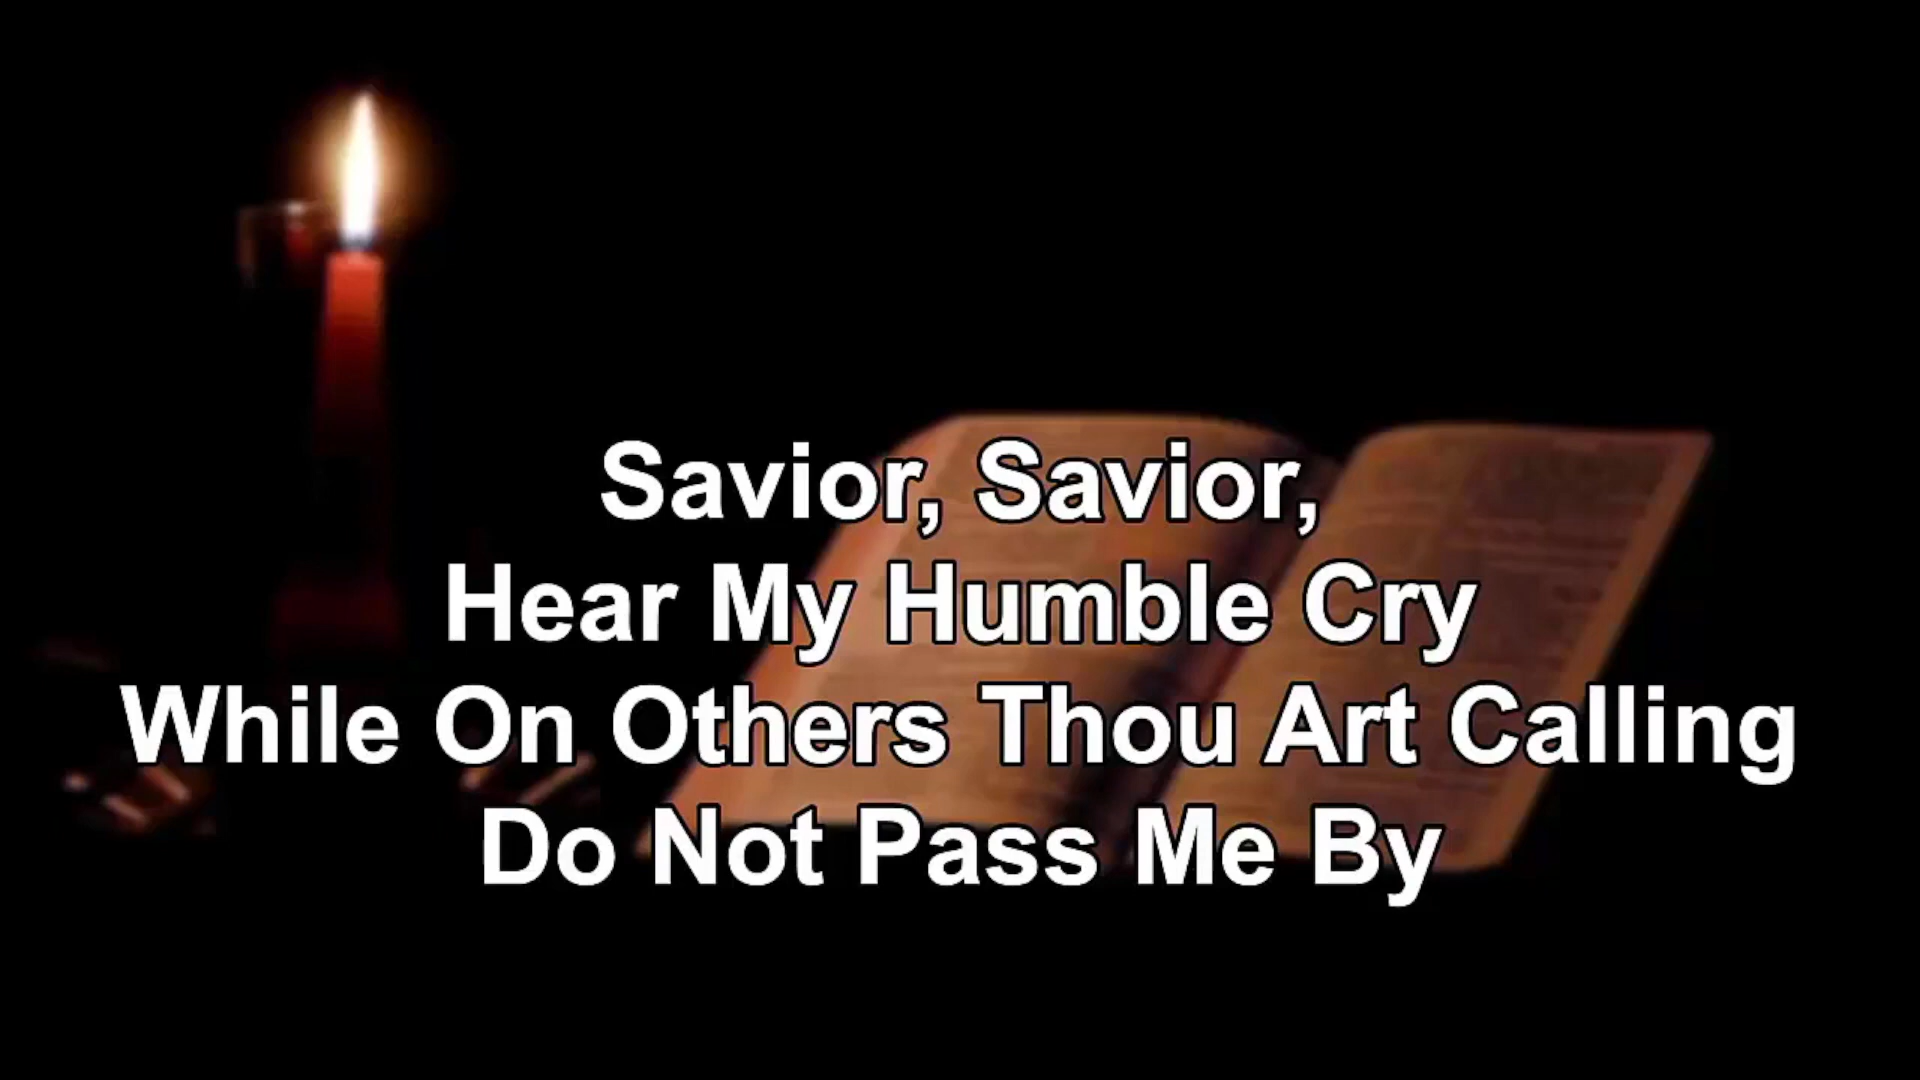 Savior, Savior,
Hear My Humble Cry
While On Others Thou Art Calling
Do Not Pass Me By